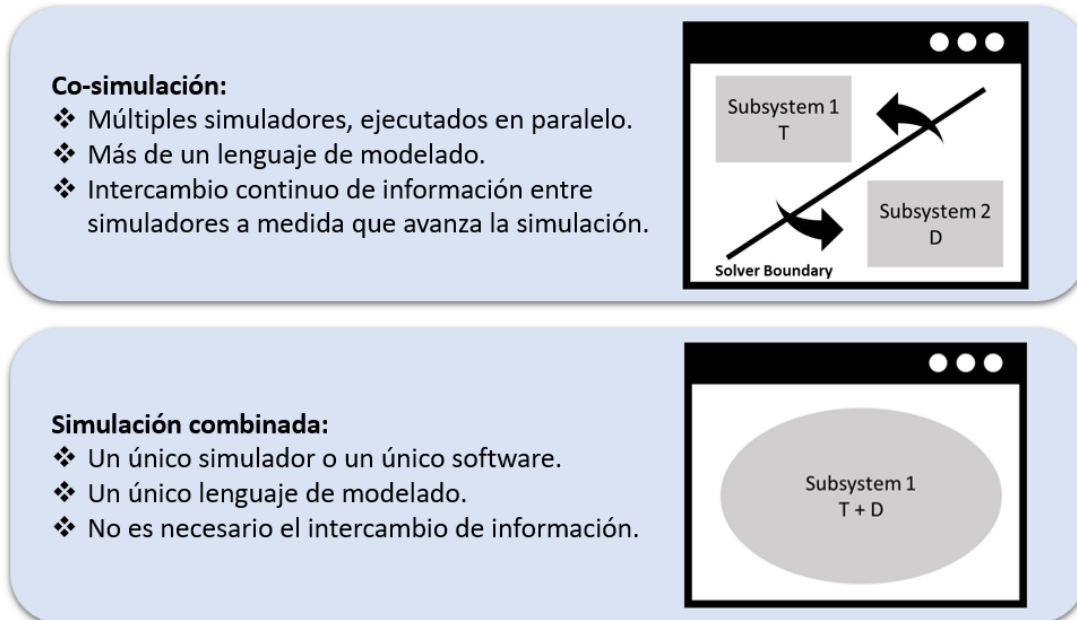 Co-simulación:
❖ Múltiples simuladores, ejecutados en paralelo.
❖ Más de un lenguaje de modelado.
❖ Intercambio continuo de información entre
simuladores a medida que avanza la simulación.
Subsystem 1
T
Subsystem 2
D
Solver Boundary
Simulación combinada:
❖ Un único simulador o un único software.
❖ Un único lenguaje de modelado.
❖ No es necesario el intercambio de información.
Subsystem 1
T + D